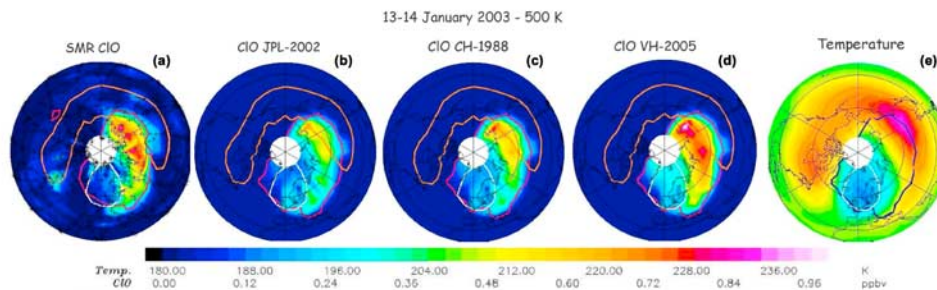 13-14 January 2003 - 500 K
SMR ClO
ClO JPL-2002
ClO CH-1988
ClO VH-2005
Temperature
(a)
(b)
(c)
(d)
(e)
Temp. 180.00 188.00 196.00 204.00 212.00 220.00 228.00 236.00 K
ClO 0.00 0.12 0.24 0.36 0.48 0.60 0.72 0.84 0.96 ppbv